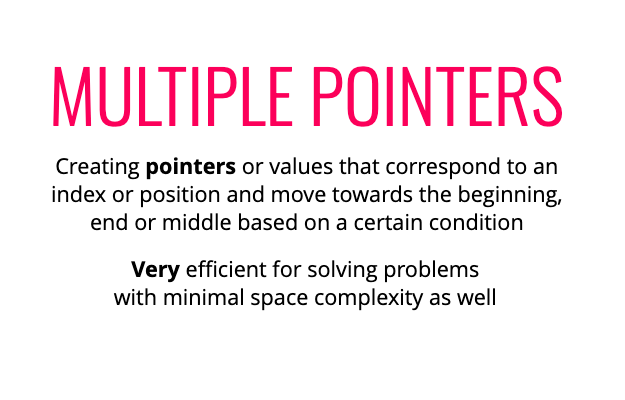 MULTIPLE POINTERS
Creating pointers or values that correspond to an
index or position and move towards the beginning,
end or middle based on a certain condition
Very efficient for solving problems
with minimal space complexity as well